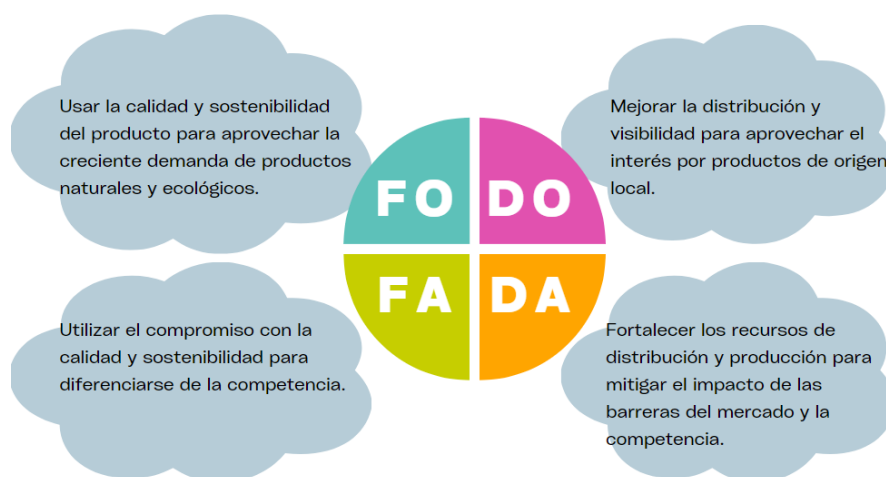 Usar la calidad y sostenibilidad
del producto para aprovechar la
creciente demanda de productos
naturales y ecológicos.
Mejorar la distribución y
visibilidad para aprovechar el
interés por productos de origen
local.
FO
DO
FA
DA
Utilizar el compromiso con la
calidad y sostenibilidad para
diferenciarse de la competencia.
Fortalecer los recursos de
distribución y producción para
mitigar el impacto de las
barreras del mercado y la
competencia.